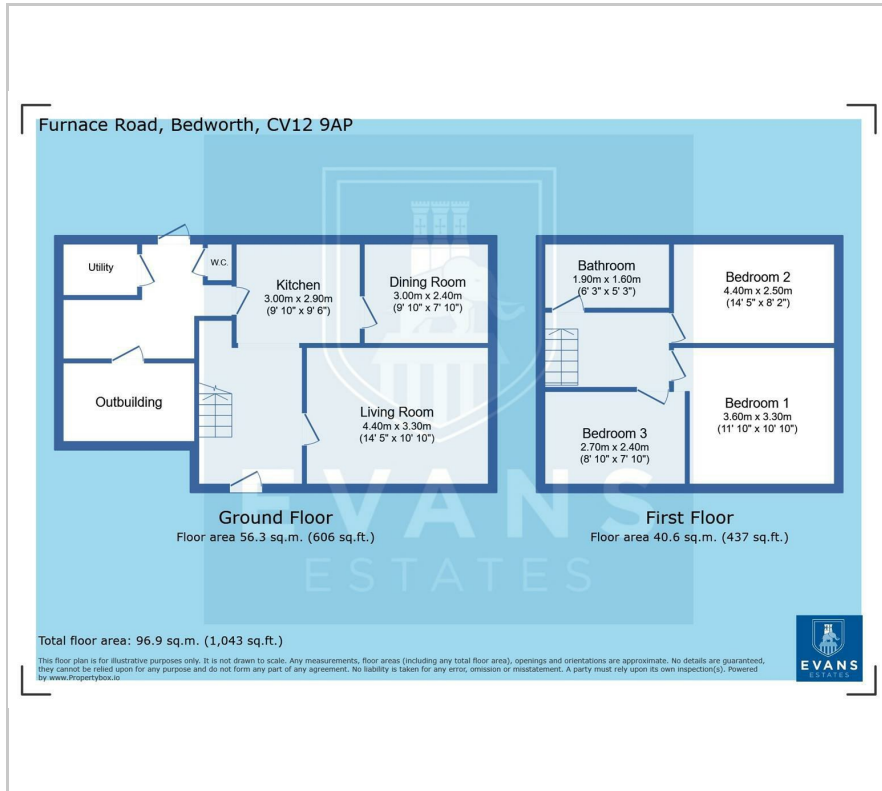 Furnace Road, Bedworth, CV12 9AP
Utility
W.C.
Kitchen
3.00m x 2.90m
(9' 10" x 9' 6")
Dining Room
3.00m x 2.40m
(9' 10" x 7' 10")
Outbuilding
Living Room
4.40m x 3.30m
(14' 5" x 10' 10")
Bathroom
1.90m x 1.60m
(6' 3" x 5' 3")
Bedroom 2
4.40m x 2.50m
(14' 5" x 8' 2")
Bedroom 1
3.60m x 3.30m
(11' 10" x 10' 10")
Bedroom 3
2.70m x 2.40m
(8' 10" x 7' 10")
EVANS
ESTATES
Ground Floor
Floor area 56.3 sq.m. (606 sq.ft.)
First Floor
Floor area 40.6 sq.m. (437 sq.ft.)
Total floor area: 96.9 sq.m. (1,043 sq.ft.)
This floor plan is for illustrative purposes only. It is not drawn to scale. Any measurements, floor areas (including any total floor area), openings and orientations are approximate. No details are guaranteed,
they cannot be relied upon for any purpose and do not form any part of any agreement. No liability is taken for any error, omission or misstatement. A party must rely upon its own inspection(s). Powered
by www.Propertybox.io
EVANS
ESTATES